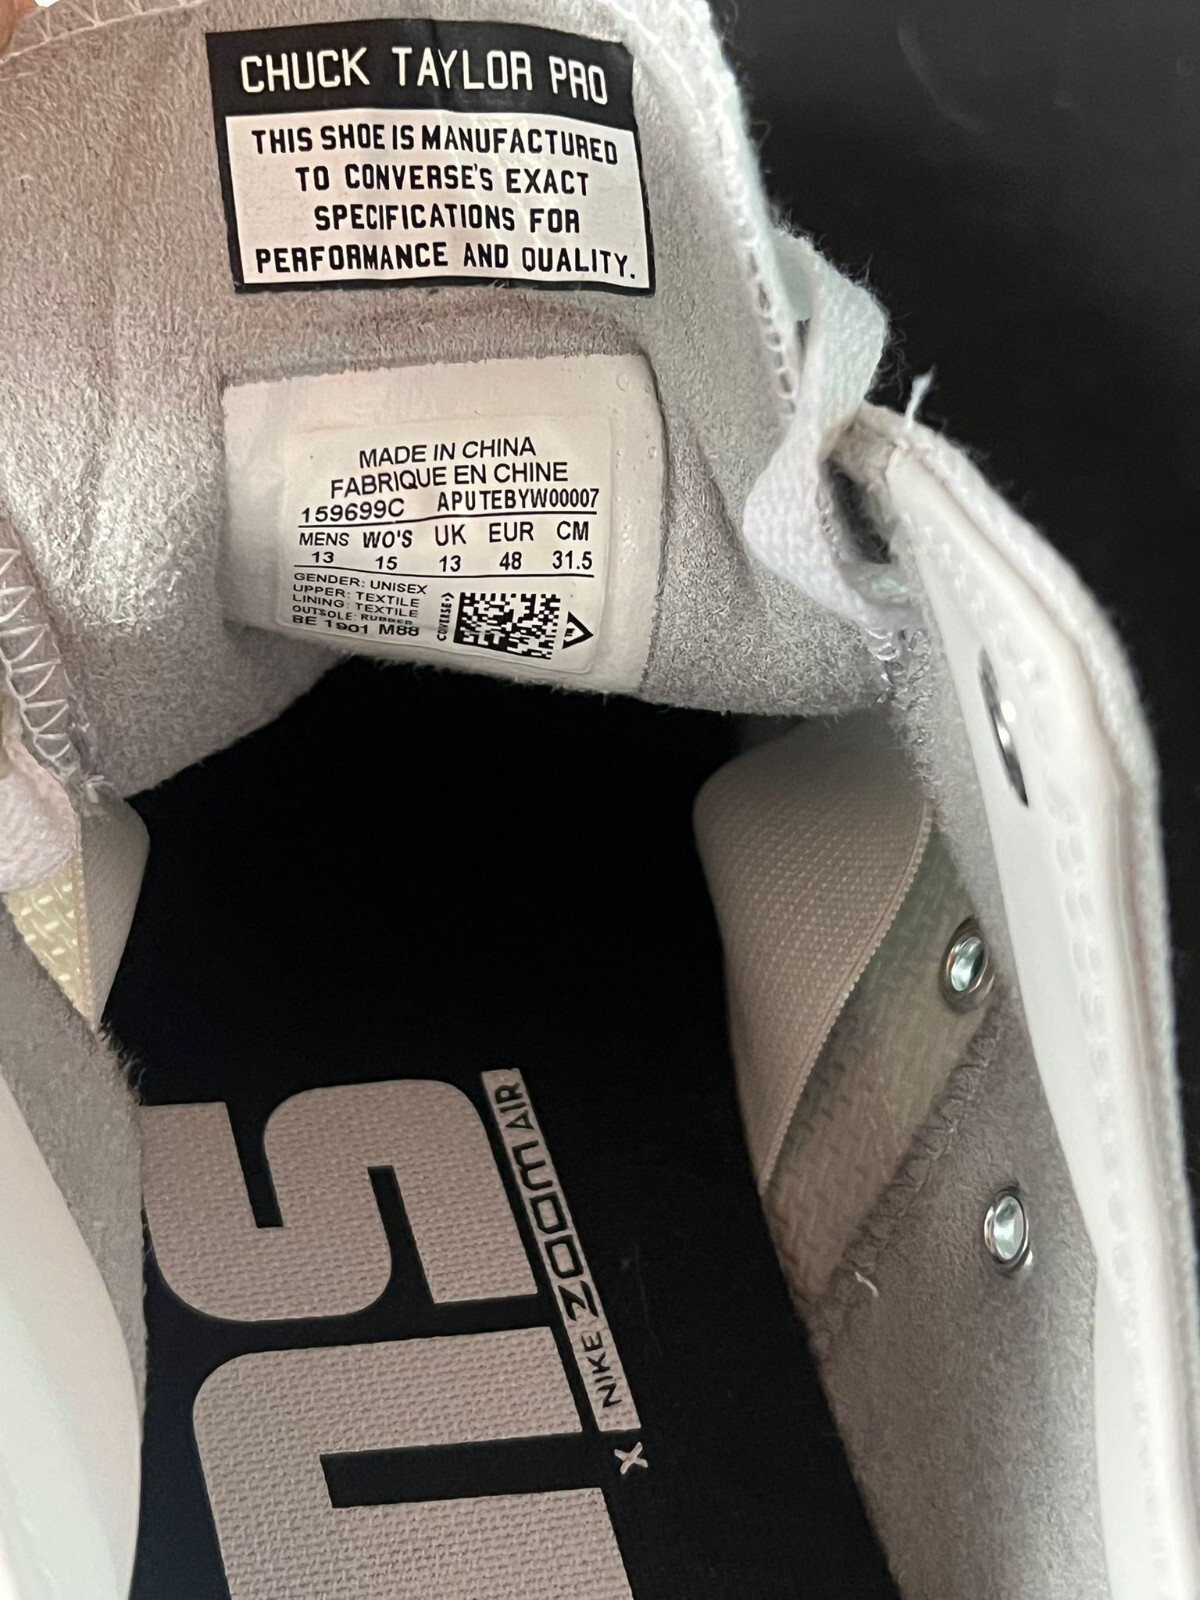 CHUCK TAYLOR PRO
THIS SHOE IS MANUFACTURED
TO CONVERSE'S EXACT
SPECIFICATIONS FOR
PERFORMANCE AND QUALITY.
MADE IN CHINA
FABRIQUE EN CHINE
159699C APUTEBYW00007
MENS WO'S UK EUR CM
13 15 13 48 31.5
GENDER: UNISEX
UPPER: TEXTILE
LINING: TEXTILE
OUTSOLE: RUBBER
BE 1901 M88
CONVERSE
NIKE ZOOM AIR
X